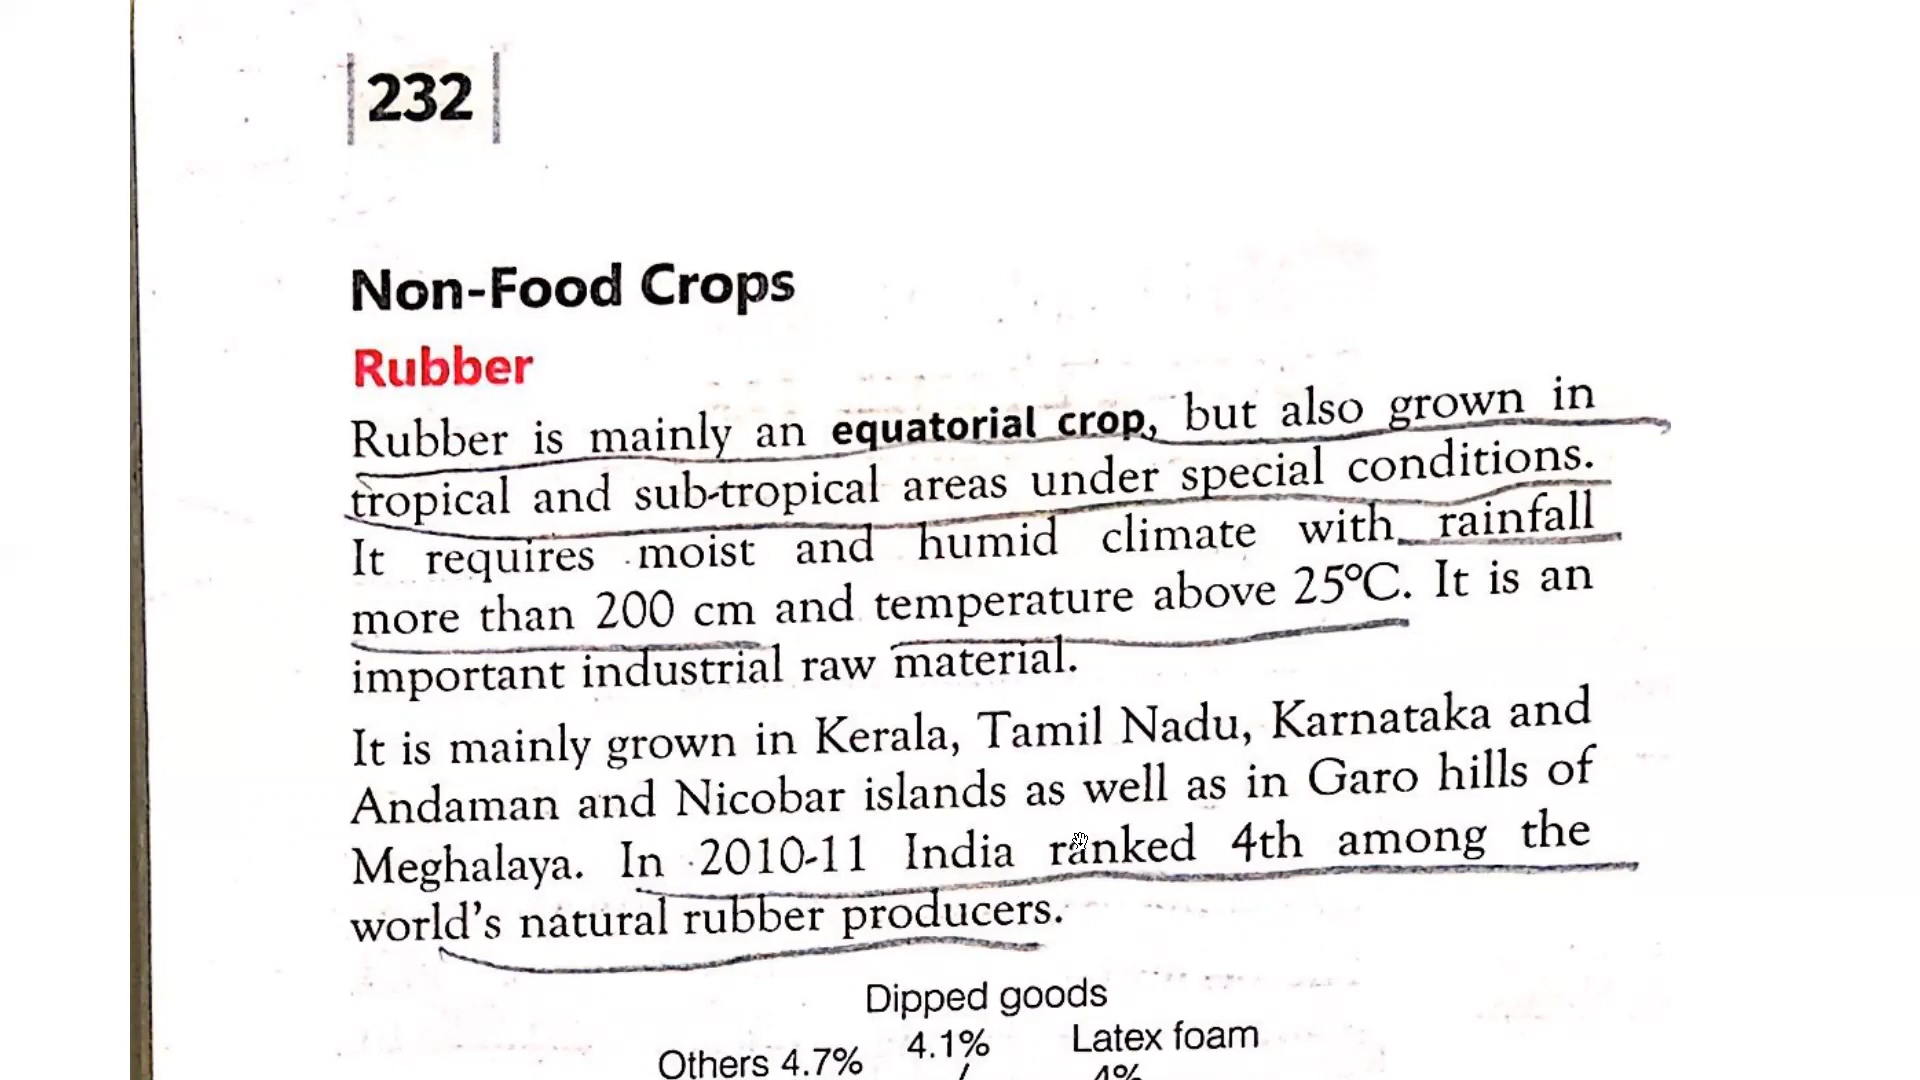 232
Non-Food Crops
Rubber
Rubber is mainly an equatorial crop, but also grown in
tropical and sub-tropical areas under special conditions.
It requires moist and humid climate with rainfall
more than 200 cm and temperature above 25°C. It is an
important industrial raw material.
It is mainly grown in Kerala, Tamil Nadu, Karnataka and
Andaman and Nicobar islands as well as in Garo hills of
Meghalaya. In 2010-11 India ranked 4th among the
world's natural rubber producers.
Dipped goods
4.1%
Latex foam
4%
Others 4.7%